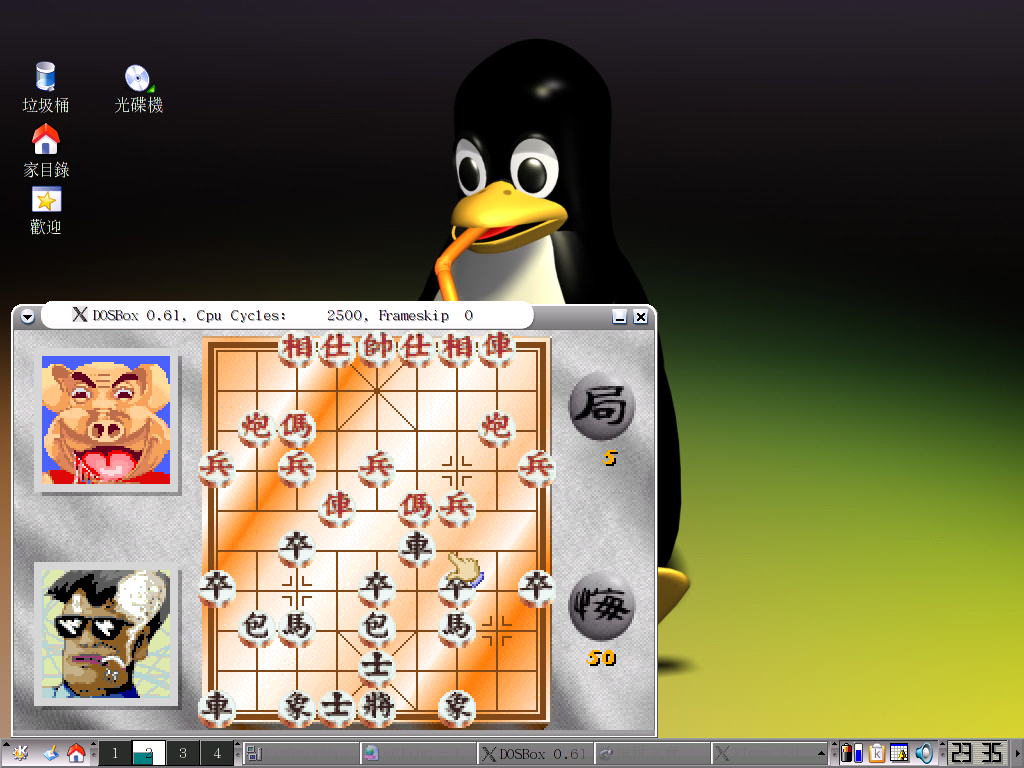 垃圾桶
光碟機
家目錄
歡迎
X DOSBox 0.61, Cpu Cycles: 2500, Frameskip 0
相仕帥仕相俥
炮傌炮
兵兵兵兵
俥傌兵
卒車
卒卒卒卒
包馬包馬
士
車象士將象
局
5
悔
50
1 2 3 4
1
DOSBox 0.61
23 35